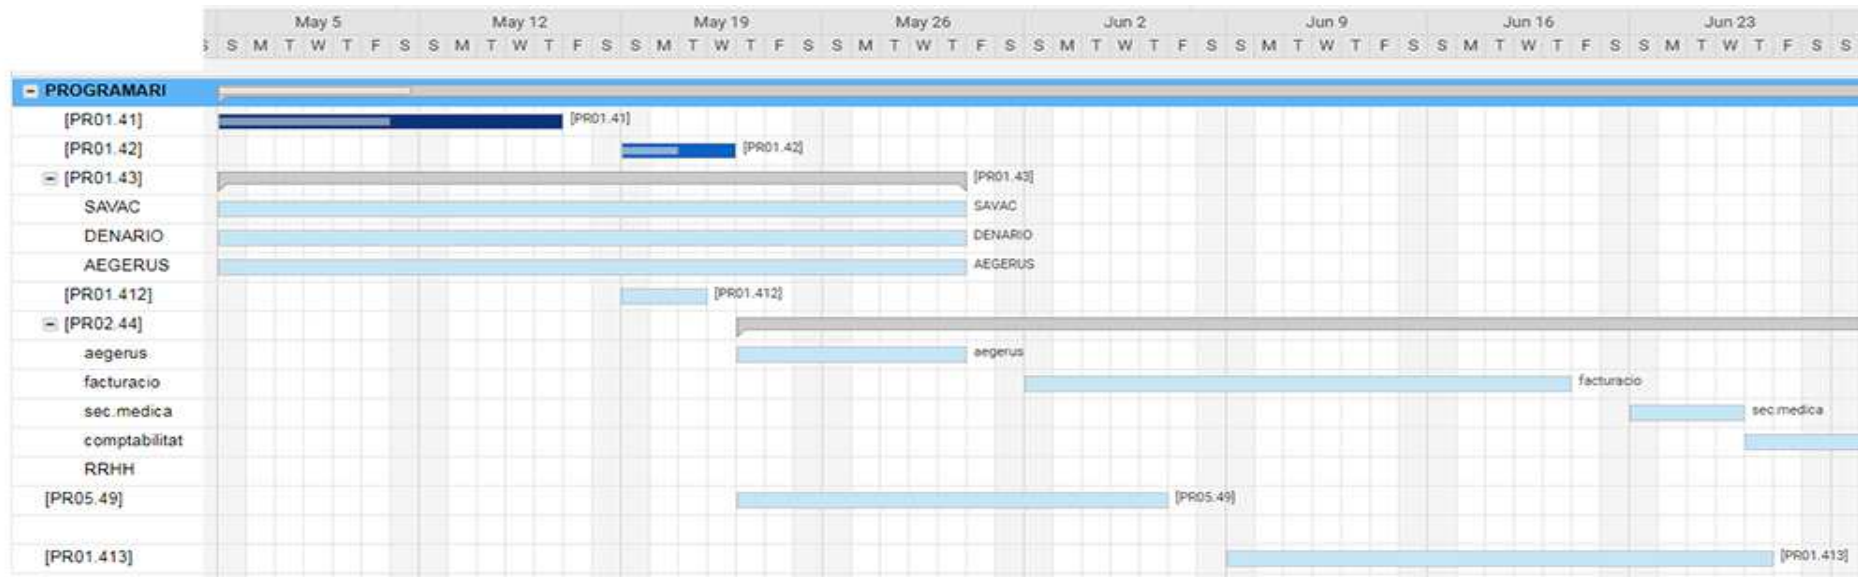 May 5 May 12 May 19 May 26 Jun 2 Jun 9 Jun 16 Jun 23
S S M T W T F S S M T W T F S S M T W T F S S M T W T F S S M T W T F S S M T W T F S S M T W T F S S M T W T F S S
PROGRAMARI
[PR01.41] [PR01.41]
[PR01.42] [PR01.42]
[PR01.43] [PR01.43]
SAVAC SAVAC
DENARIO DENARIO
AEGERUS AEGERUS
[PR01.412] [PR01.412]
[PR02.44]
aegerus aegerus
facturacio facturacio
sec.medica sec.medica
comptabilitat
RRHH
[PR05.49] [PR05.49]
[PR01.413] [PR01.413]